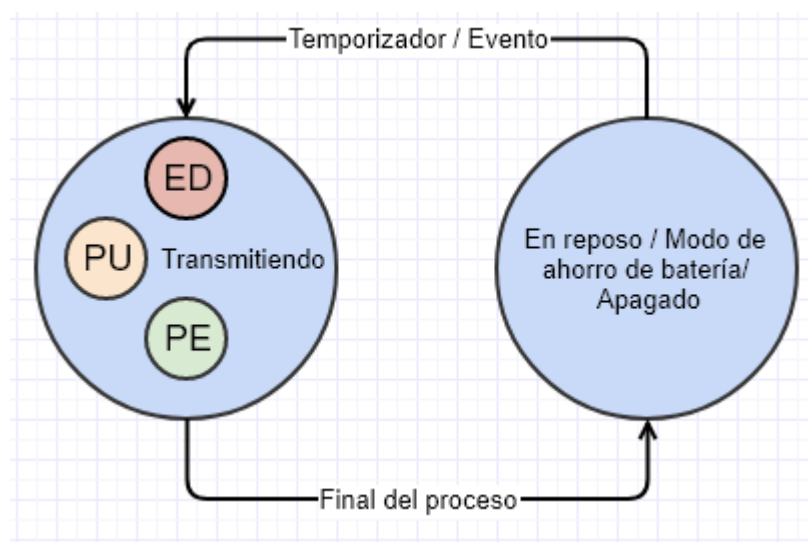 Temporizador / Evento
ED
PU
Transmitiendo
PE
En reposo / Modo de
ahorro de batería/
Apagado
Final del proceso